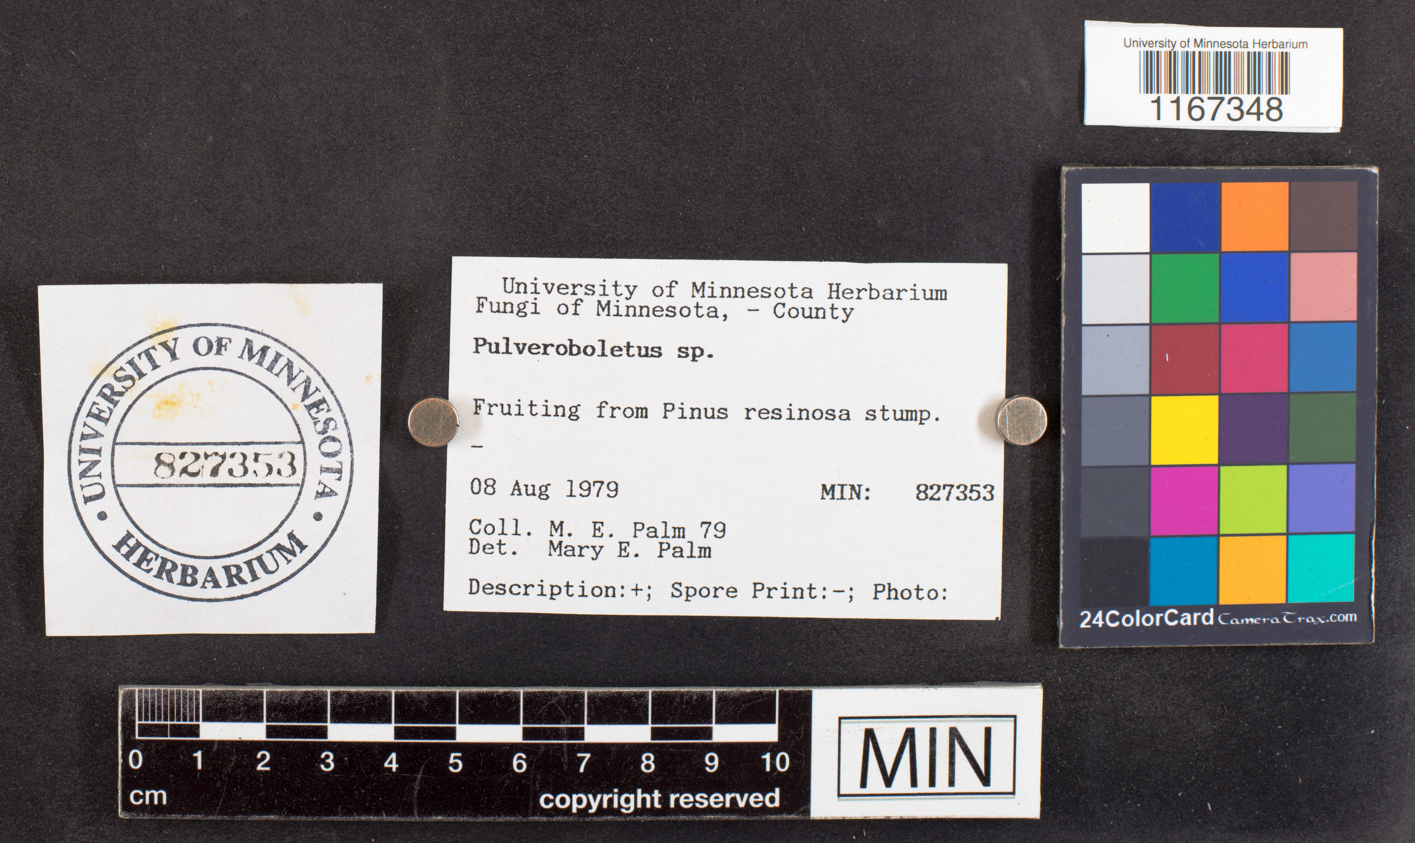 University of Minnesota Herbarium
1167348
University of Minnesota Herbarium
Fungi of Minnesota, - County
Pulveroboletus sp.
Fruiting from Pinus resinosa stump.
-
08 Aug 1979 MIN: 827353
Coll. M. E. Palm 79
Det. Mary E. Palm
Description:+; Spore Print:-; Photo:
• UNIVERSITY OF MINNESOTA •
827353
HERBARIUM
24ColorCard CameraTrax.com
0 1 2 3 4 5 6 7 8 9 10
cm copyright reserved
MIN